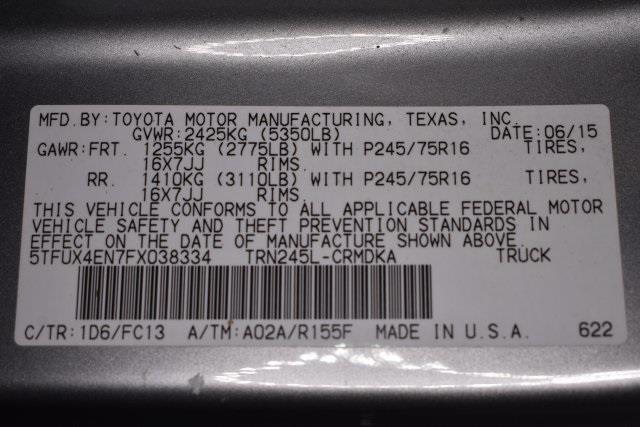 MFD.BY:TOYOTA MOTOR MANUFACTURING, TEXAS, INC.
GVWR:2425KG (5350LB) DATE:06/15
GAWR:FRT. 1255KG (2775LB) WITH P245/75R16 TIRES,
16X7JJ RIMS.
RR. 1410KG (3110LB) WITH P245/75R16 TIRES,
16X7JJ RIMS.
THIS VEHICLE CONFORMS TO ALL APPLICABLE FEDERAL MOTOR
VEHICLE SAFETY AND THEFT PREVENTION STANDARDS IN
EFFECT ON THE DATE OF MANUFACTURE SHOWN ABOVE.
5TFUX4EN7FX038334 TRN245L-CRMDKA TRUCK
C/TR:1D6/FC13 A/TM:A02A/R155F MADE IN U.S.A. 622